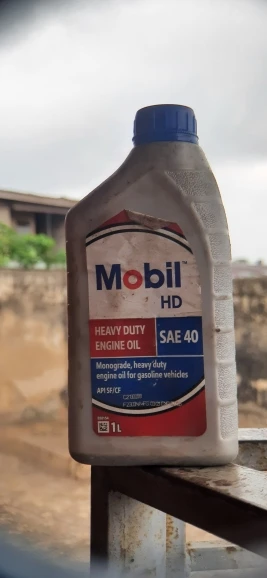 Mobil™
HD
HEAVY DUTY
ENGINE OIL
SAE 40
Monograde, heavy duty
engine oil for gasoline vehicles
API SF/CF
1L